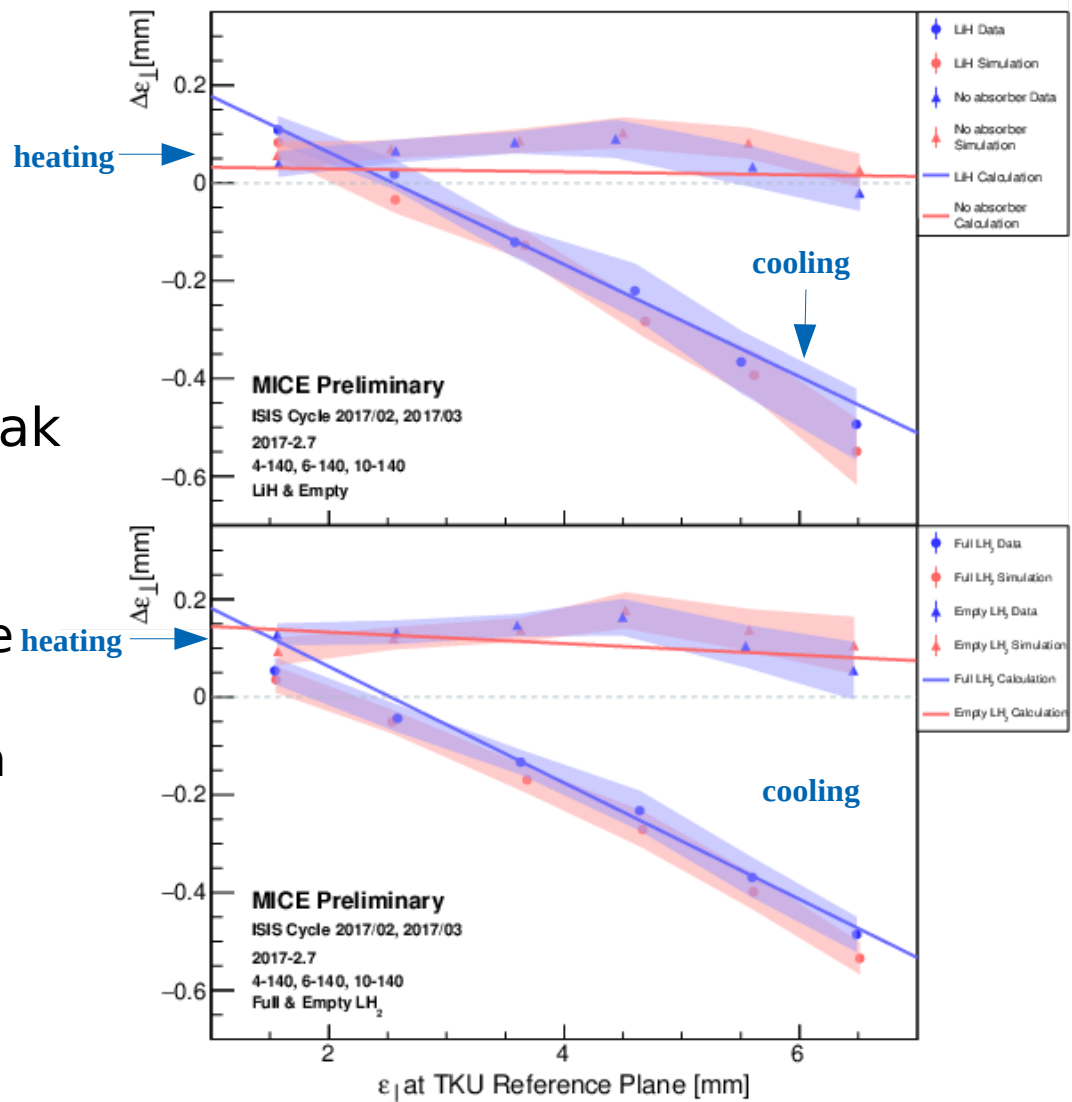 Δε⊥[mm]
0.2
0
−0.2
−0.4
−0.6
heating
cooling
MICE Preliminary
ISIS Cycle 2017/02, 2017/03
2017-2.7
4-140, 6-140, 10-140
LiH & Empty
LiH Data
LiH Simulation
No absorber Data
No absorber
Simulation
LiH Calculation
No absorber
Calculation
ak
e
Δε⊥[mm]
0.2
0
−0.2
−0.4
−0.6
heating
cooling
MICE Preliminary
ISIS Cycle 2017/02, 2017/03
2017-2.7
4-140, 6-140, 10-140
Full & Empty LH₂
Full LH₂ Data
Full LH₂ Simulation
Empty LH₂ Data
Empty LH₂ Simulation
Full LH₂ Calculation
Empty LH₂ Calculation
2 4 6
ε⊥ at TKU Reference Plane [mm]